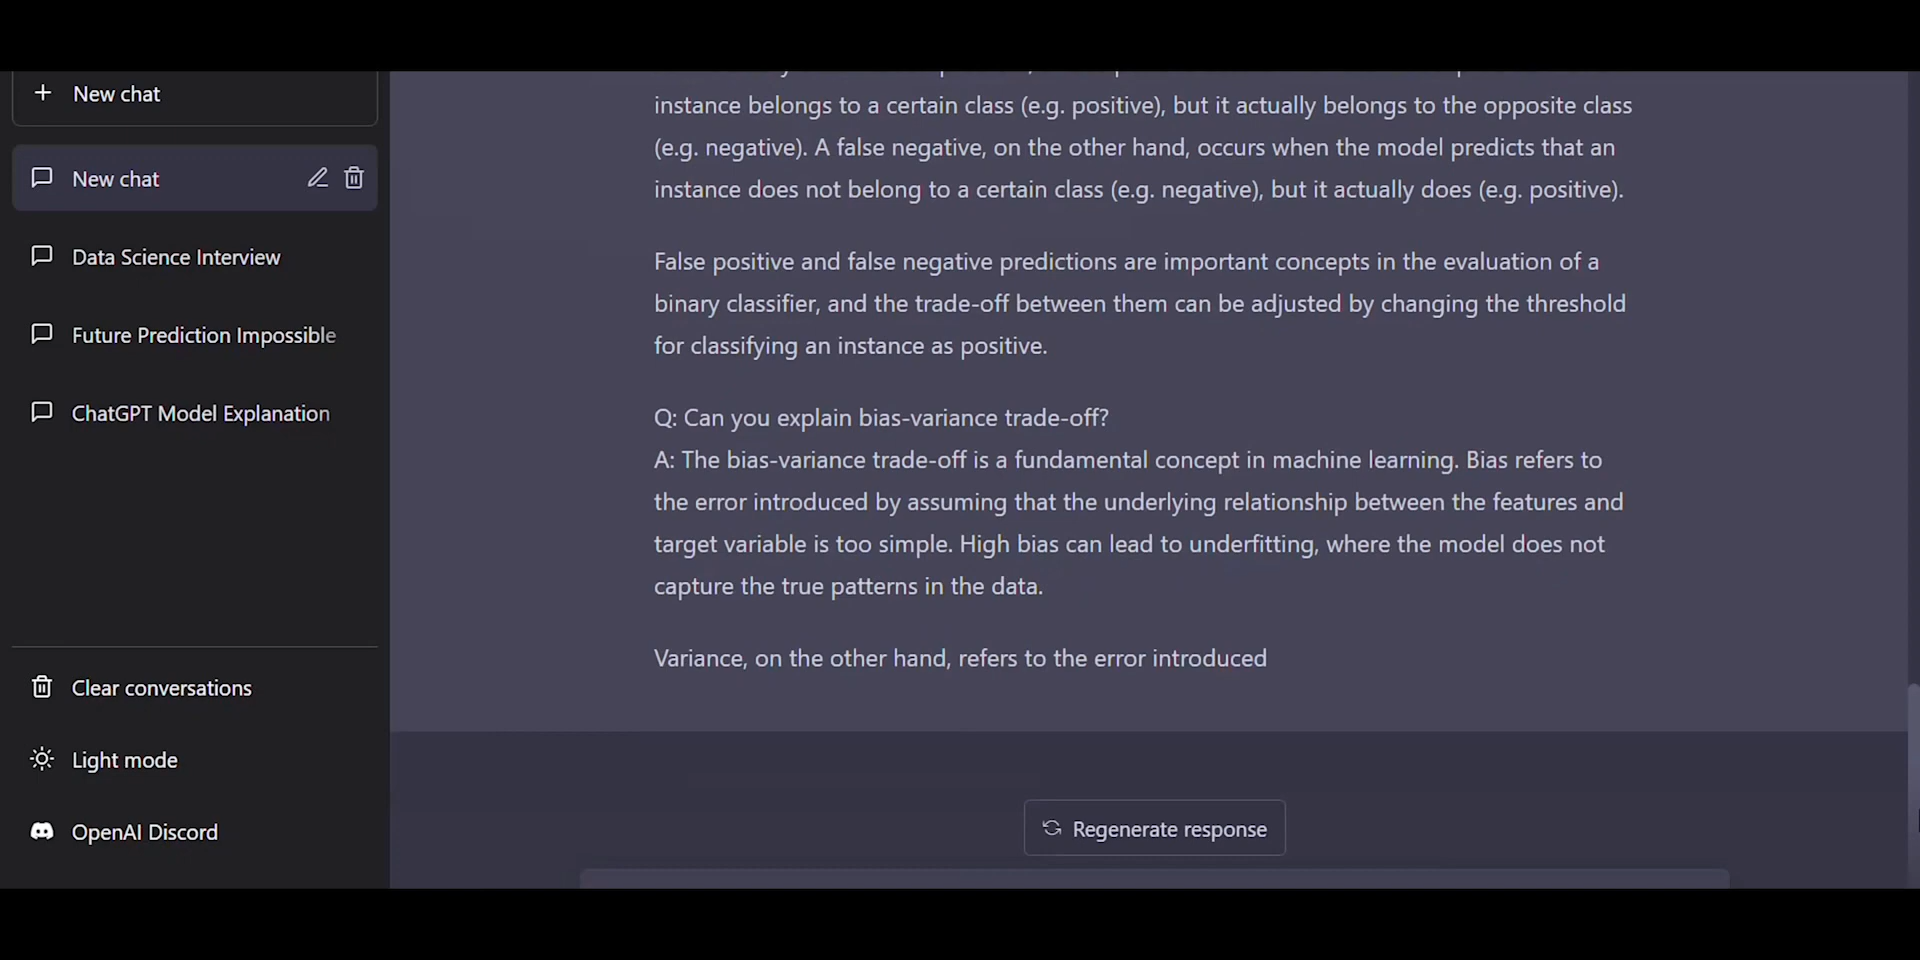 New chat
New chat
Data Science Interview
Future Prediction Impossible
ChatGPT Model Explanation
Clear conversations
Light mode
OpenAI Discord
instance belongs to a certain class (e.g. positive), but it actually belongs to the opposite class
(e.g. negative). A false negative, on the other hand, occurs when the model predicts that an
instance does not belong to a certain class (e.g. negative), but it actually does (e.g. positive).
False positive and false negative predictions are important concepts in the evaluation of a
binary classifier, and the trade-off between them can be adjusted by changing the threshold
for classifying an instance as positive.
Q: Can you explain bias-variance trade-off?
A: The bias-variance trade-off is a fundamental concept in machine learning. Bias refers to
the error introduced by assuming that the underlying relationship between the features and
target variable is too simple. High bias can lead to underfitting, where the model does not
capture the true patterns in the data.
Variance, on the other hand, refers to the error introduced
Regenerate response